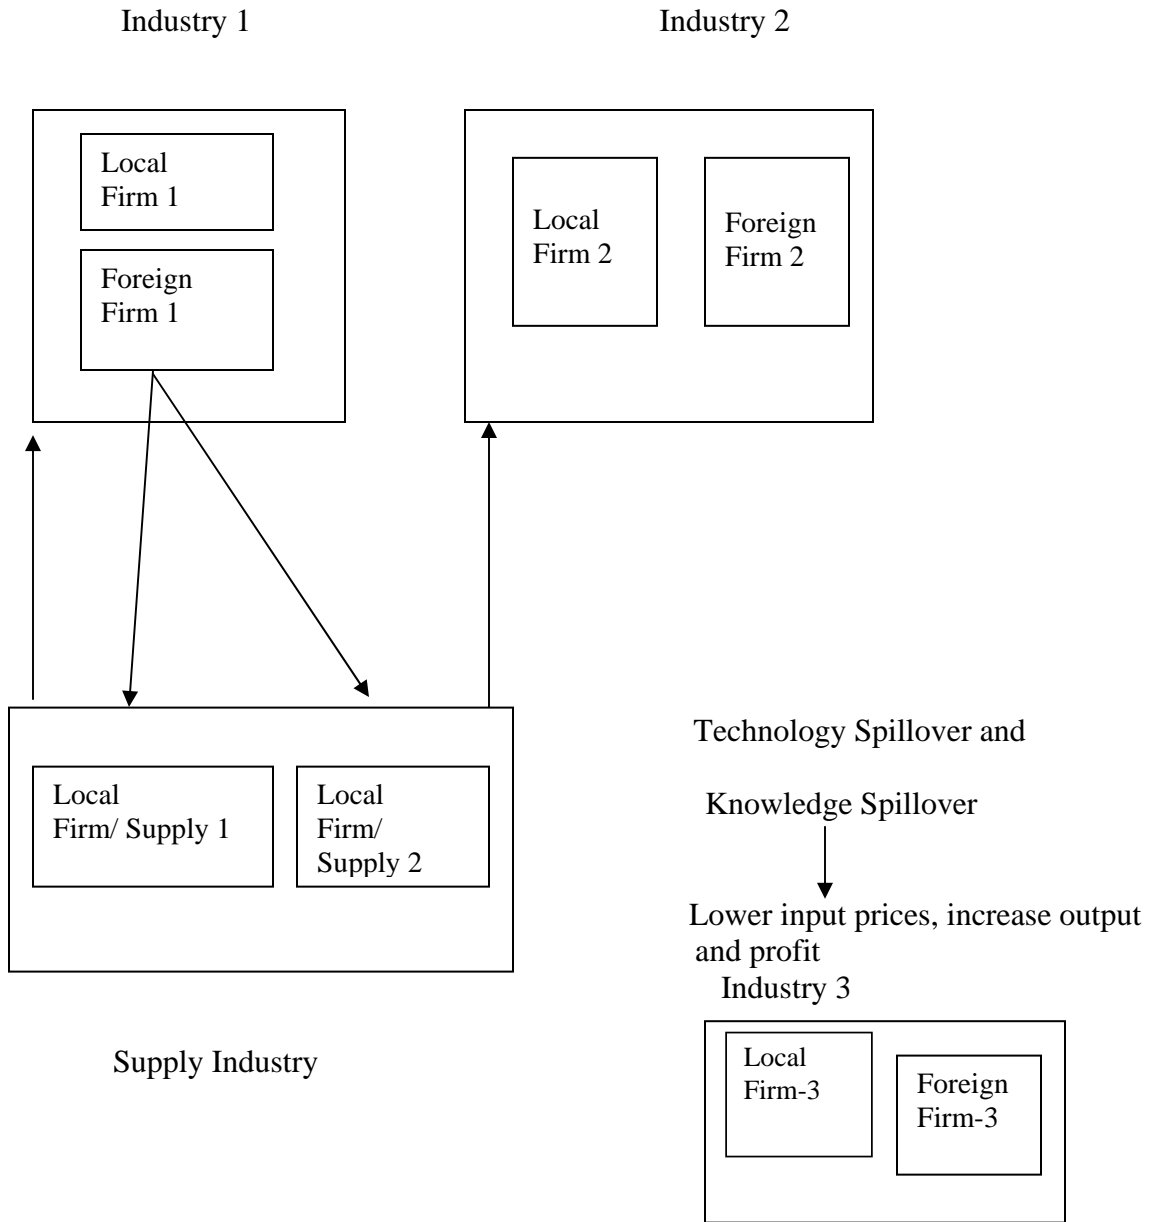 Industry 1
Industry 2
Local
Firm 1
Foreign
Firm 1
Local
Firm 2
Foreign
Firm 2
Local
Firm/ Supply 1
Local
Firm/
Supply 2
Supply Industry
Technology Spillover and
Knowledge Spillover
Lower input prices, increase output
and profit
Industry 3
Local
Firm-3
Foreign
Firm-3